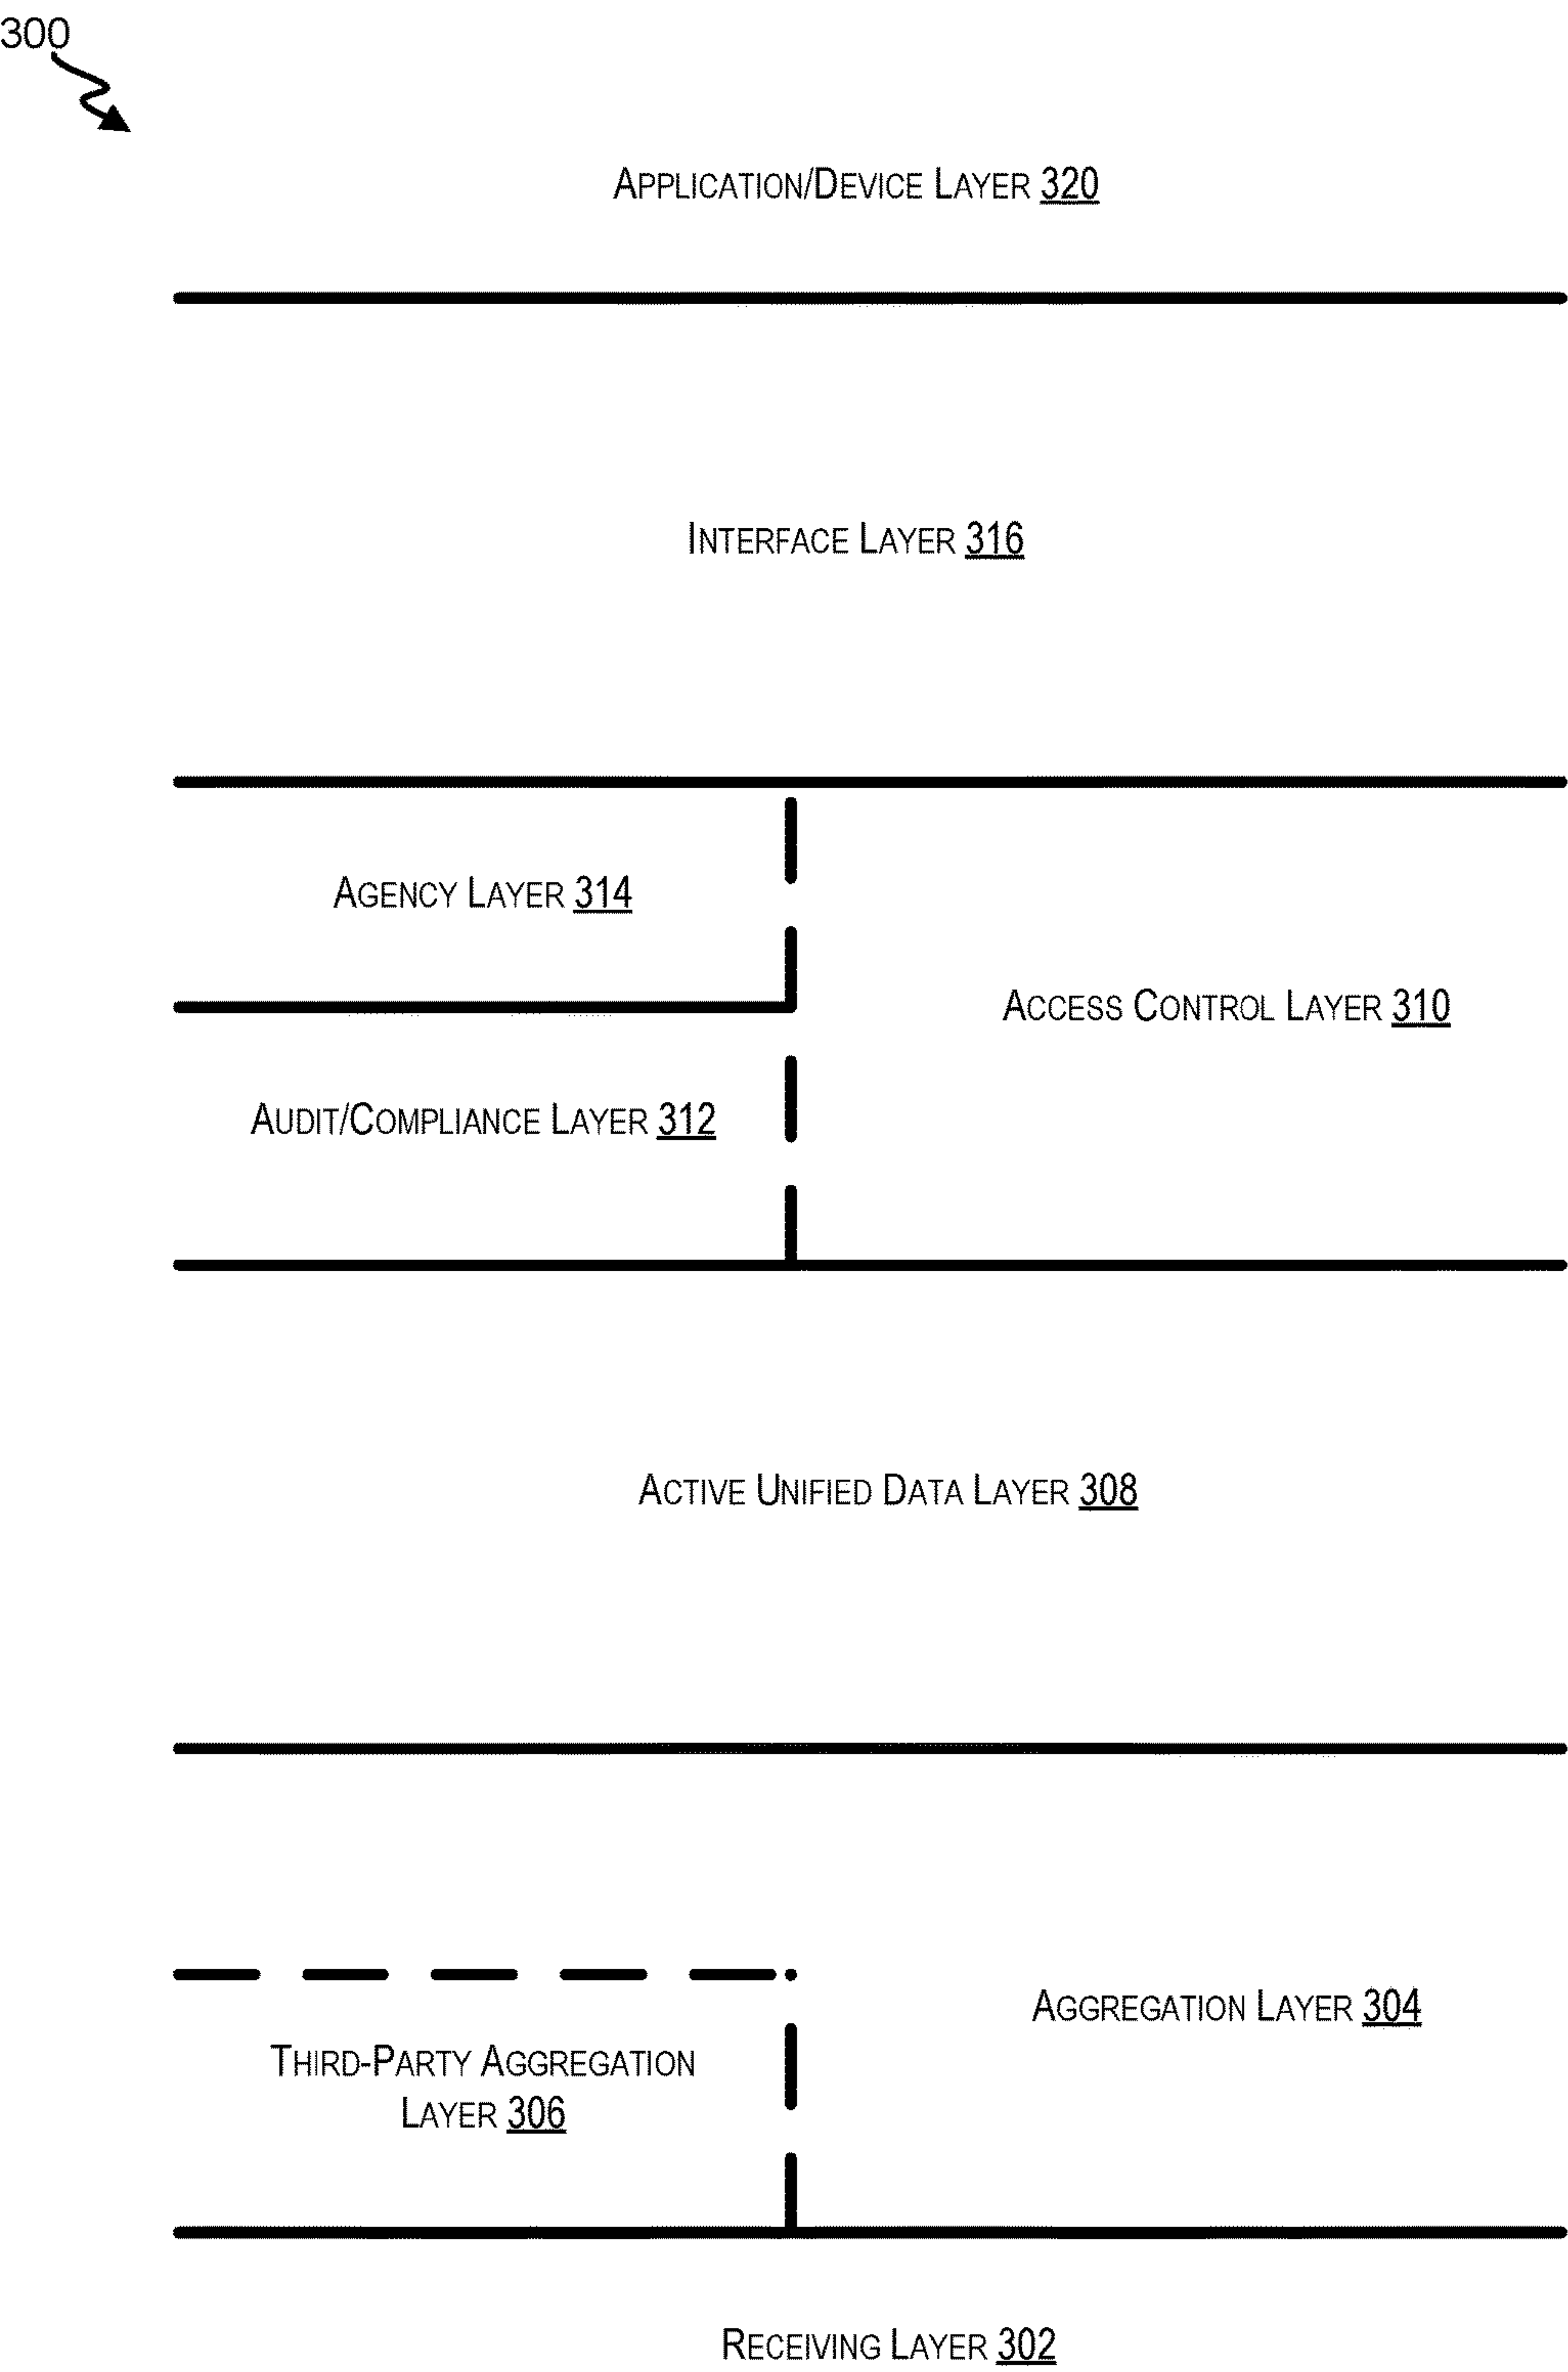 300
APPLICATION/DEVICE LAYER 320
INTERFACE LAYER 316
AGENCY LAYER 314
ACCESS CONTROL LAYER 310
AUDIT/COMPLIANCE LAYER 312
ACTIVE UNIFIED DATA LAYER 308
AGGREGATION LAYER 304
THIRD-PARTY AGGREGATION
LAYER 306
RECEIVING LAYER 302